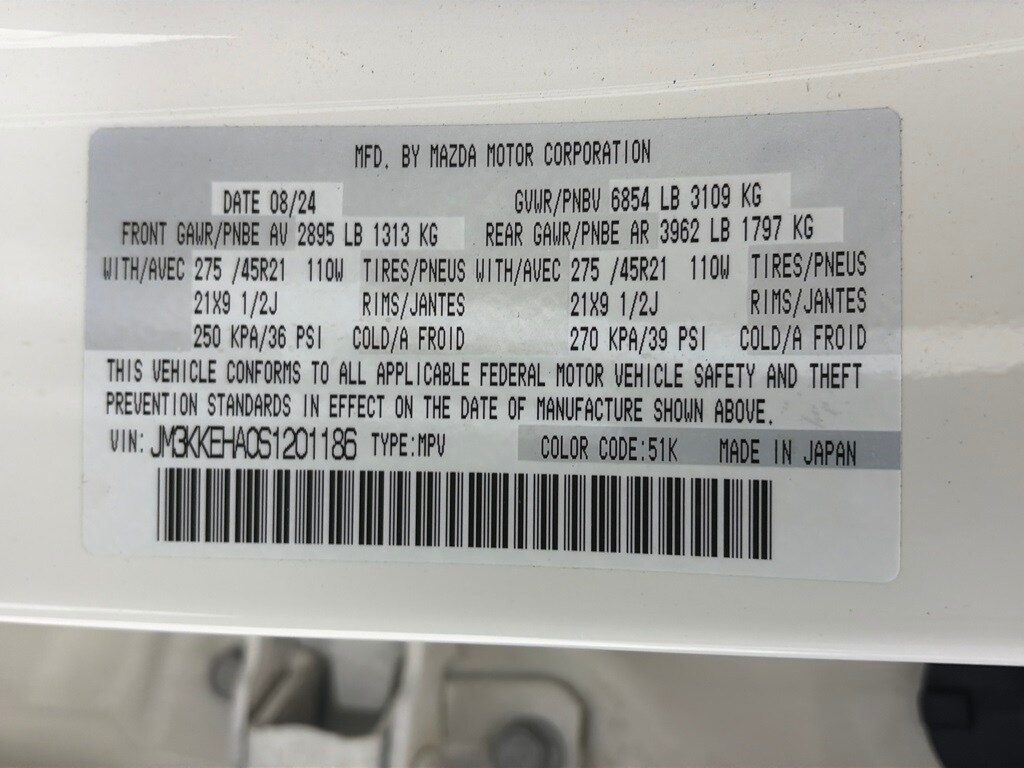 MFD. BY MAZDA MOTOR CORPORATION
DATE 08/24 GVWR/PNBV 6854 LB 3109 KG
FRONT GAWR/PNBE AV 2895 LB 1313 KG REAR GAWR/PNBE AR 3962 LB 1797 KG
WITH/AVEC 275 /45R21 110W TIRES/PNEUS WITH/AVEC 275 /45R21 110W TIRES/PNEUS
21X9 1/2J RIMS/JANTES 21X9 1/2J RIMS/JANTES
250 KPA/36 PSI COLD/A FROID 270 KPA/39 PSI COLD/A FROID
THIS VEHICLE CONFORMS TO ALL APPLICABLE FEDERAL MOTOR VEHICLE SAFETY AND THEFT
PREVENTION STANDARDS IN EFFECT ON THE DATE OF MANUFACTURE SHOWN ABOVE.
VIN: JM3KKEHA0S1201186 TYPE:MPV COLOR CODE:51K MADE IN JAPAN